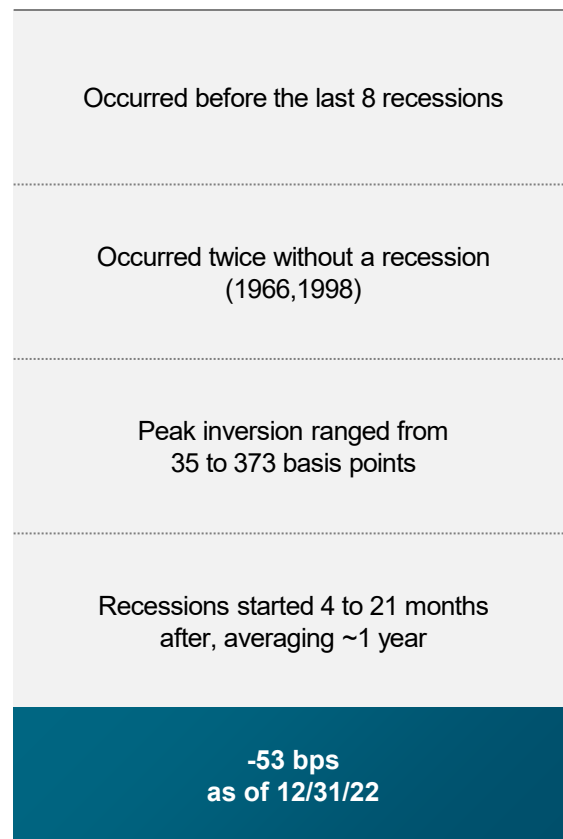 Occurred before the last 8 recessions
Occurred twice without a recession
(1966,1998)
Peak inversion ranged from
35 to 373 basis points
Recessions started 4 to 21 months
after, averaging ~1 year
-53 bps
as of 12/31/22